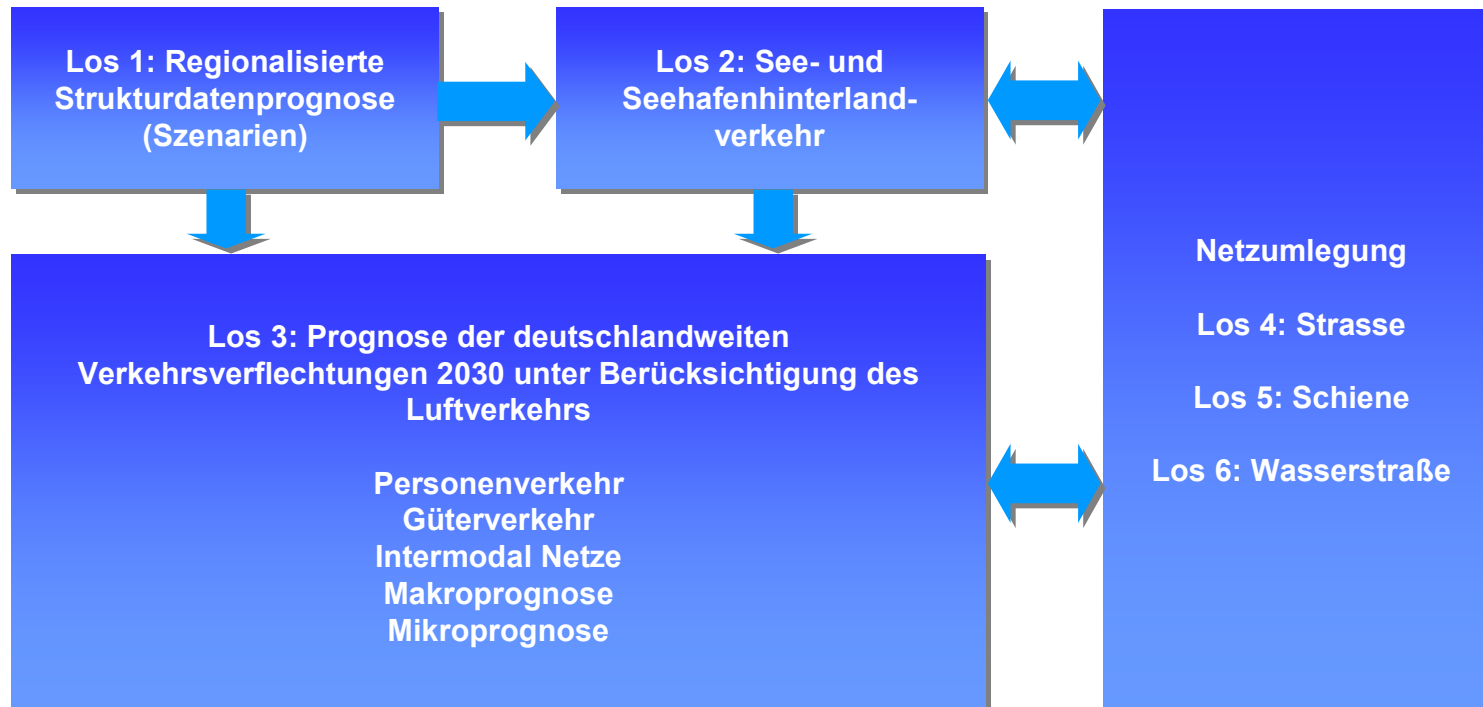 Los 1: Regionalisierte
Strukturdatenprognose
(Szenarien)
Los 2: See- und
Seehafenhinterland-
verkehr
Los 3: Prognose der deutschlandweiten
Verkehrsverflechtungen 2030 unter Berücksichtigung des
Luftverkehrs
Personenverkehr
Güterverkehr
Intermodal Netze
Makroprognose
Mikroprognose
Netzumlegung
Los 4: Strasse
Los 5: Schiene
Los 6: Wasserstraße